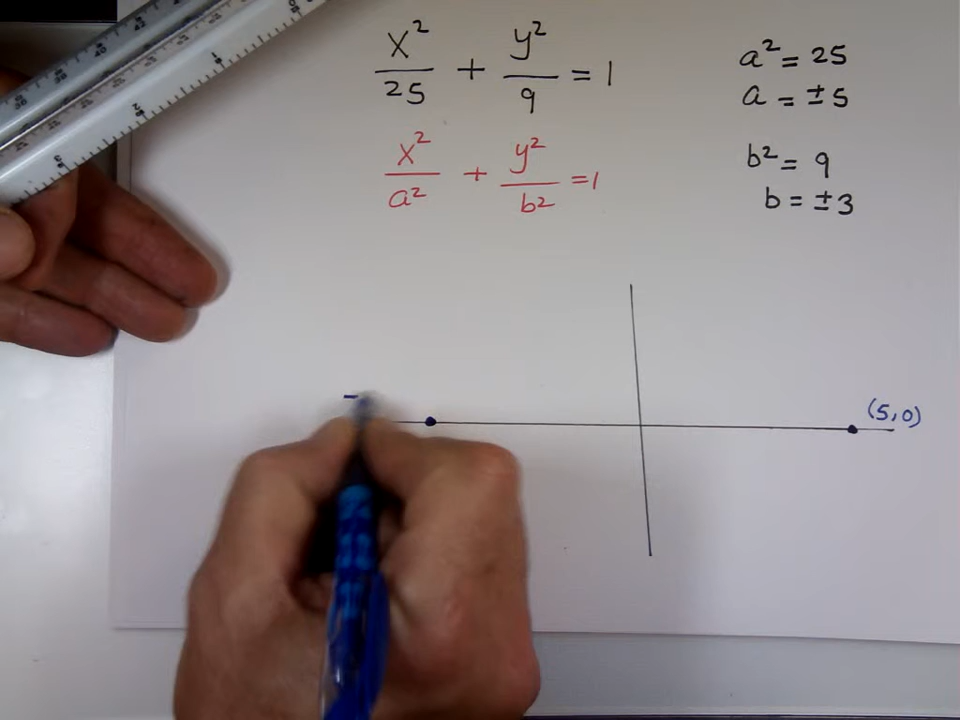 x²/25 + y²/9 = 1
x²/a² + y²/b² = 1
a² = 25
a = ±5
b² = 9
b = ±3
(5,0)
-